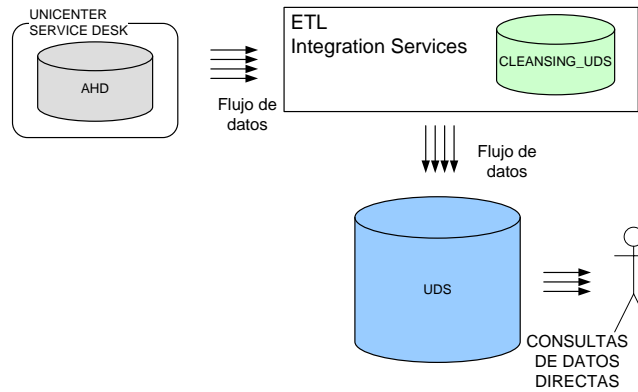 UNICENTER
SERVICE DESK
AHD
Flujo de
datos
ETL
Integration Services
CLEANSING_UDS
Flujo de
datos
UDS
CONSULTAS
DE DATOS
DIRECTAS